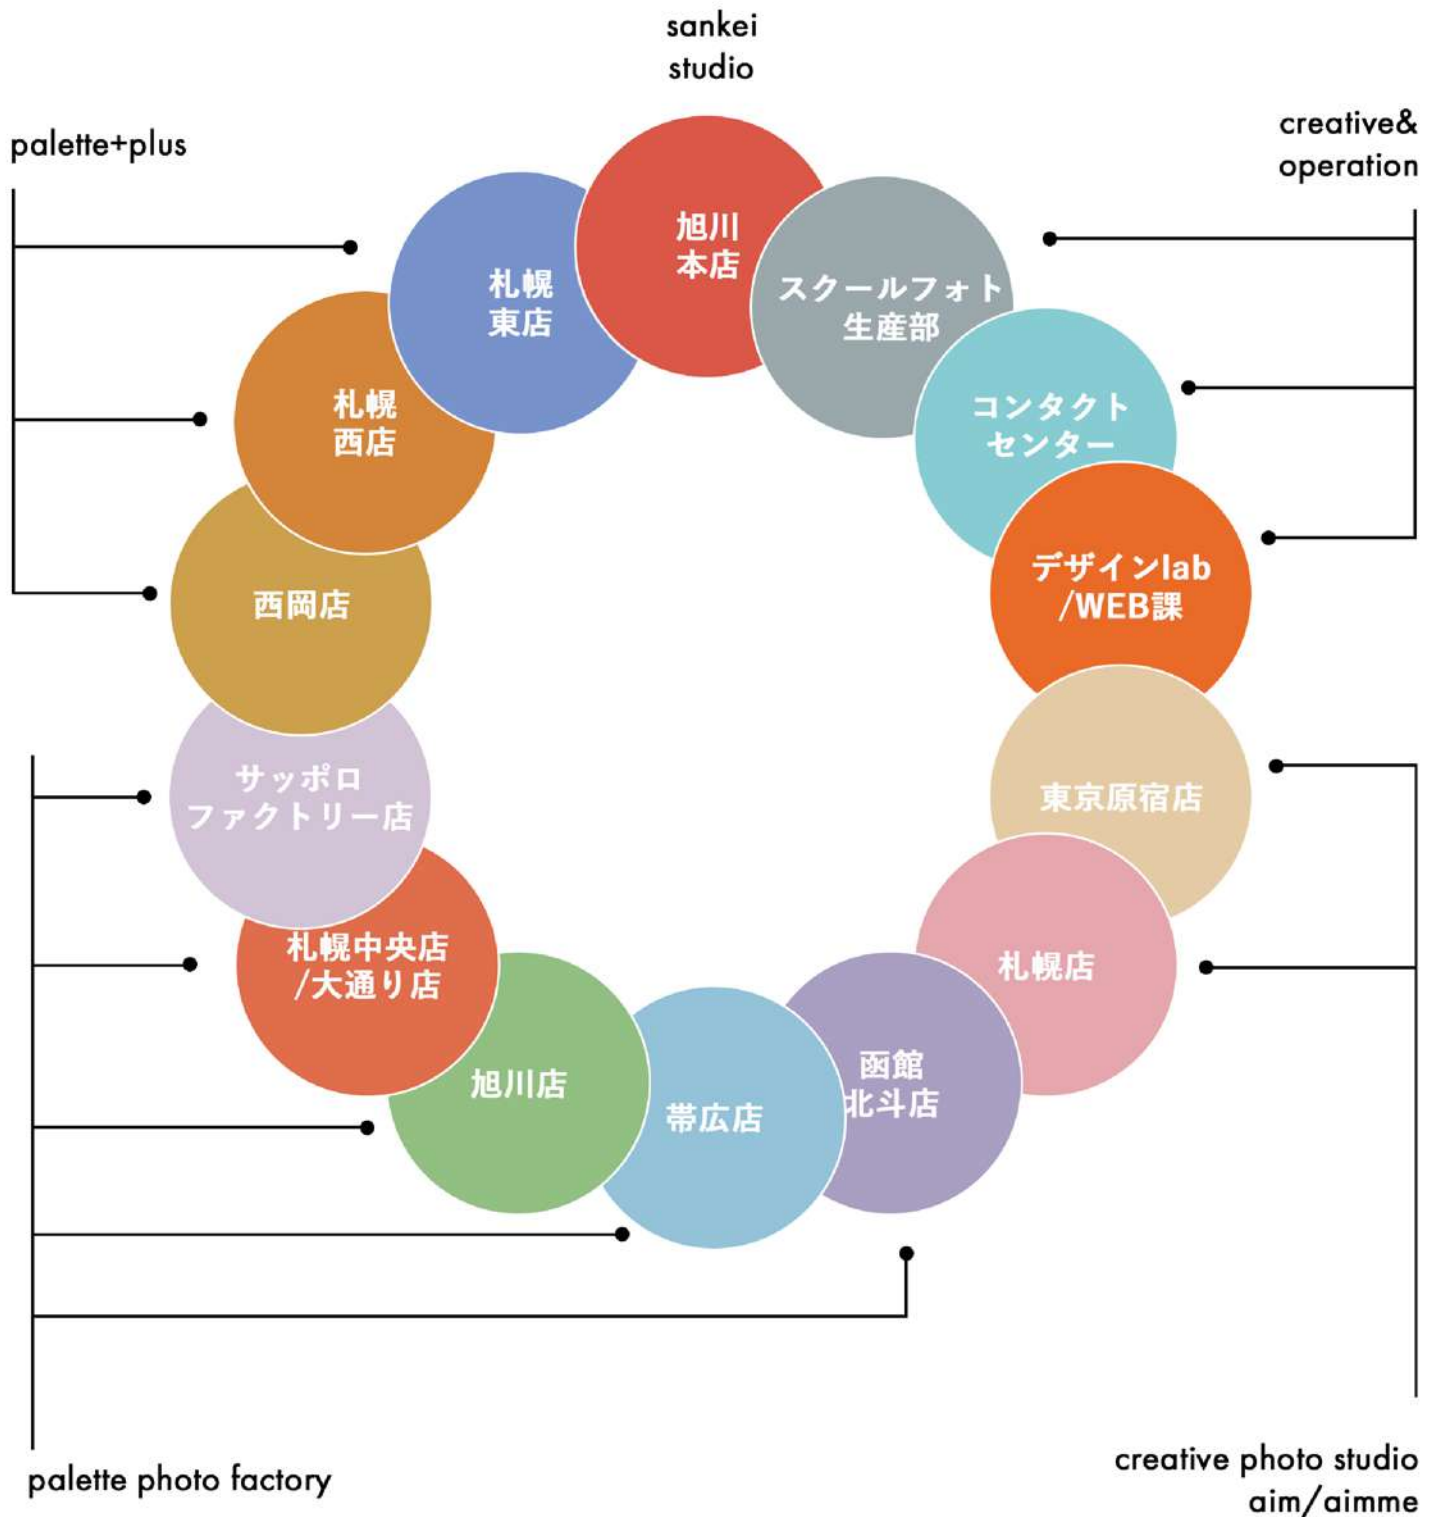 sankei
studio
palette+plus
creative&
operation
旭川
本店
札幌
東店
スクールフォト
生産部
札幌
西店
コンタクト
センター
デザインlab
/WEB課
西岡店
サッポロ
ファクトリー店
東京原宿店
札幌中央店
/大通り店
札幌店
旭川店
帯広店
函館
北斗店
palette photo factory
creative photo studio
aim/aimme